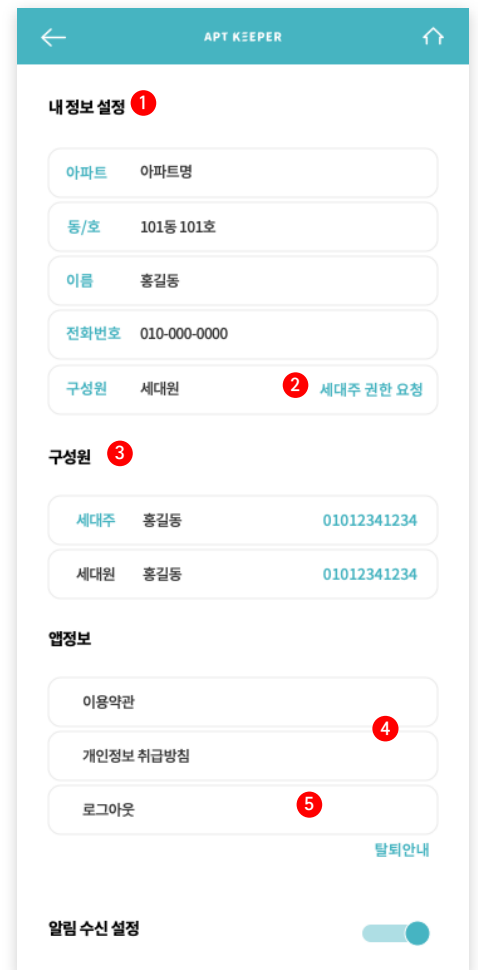 APT KEEPER
내 정보 설정 1
아파트 아파트명
동/호 101동 101호
이름 홍길동
전화번호 010-000-0000
구성원 세대원 2 세대주 권한 요청
구성원 3
세대주 홍길동 01012341234
세대원 홍길동 01012341234
앱정보
이용약관
4
개인정보 취급방침
로그아웃 5
탈퇴안내
알림 수신 설정